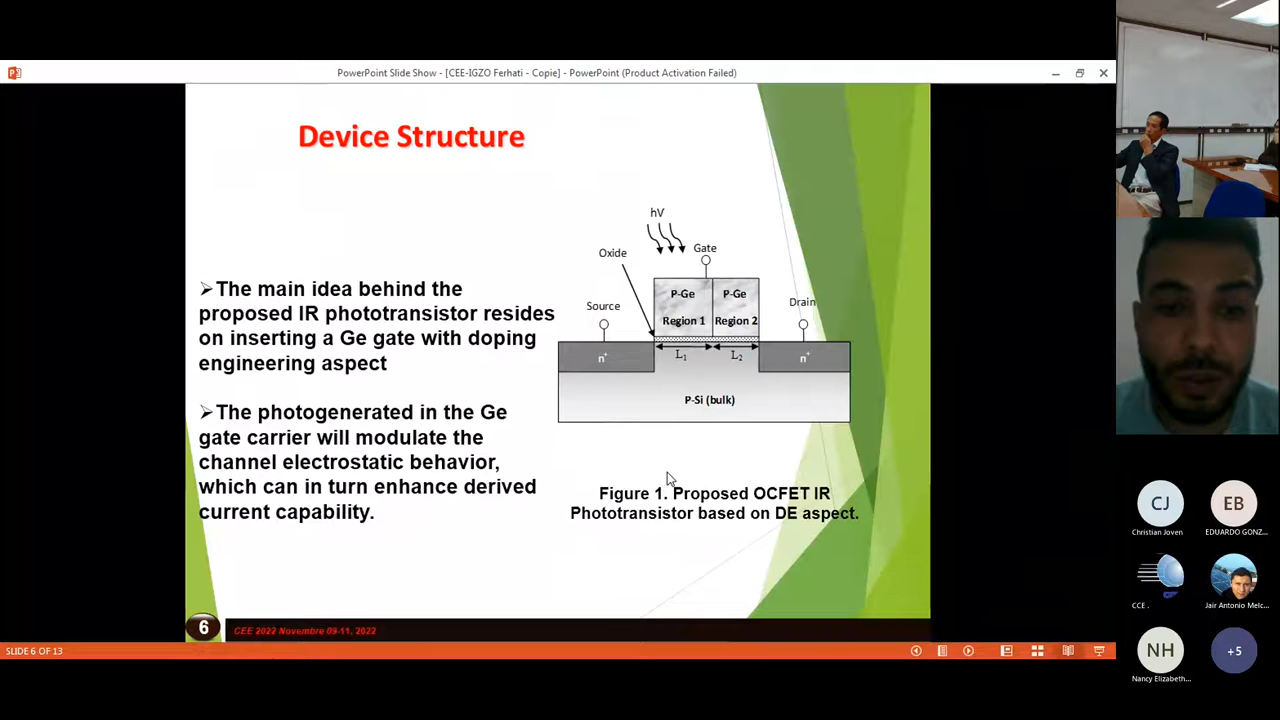 PowerPoint Slide Show - [CEE-IGZO Ferhati - Copie] - PowerPoint (Product Activation Failed)
Device Structure
➢The main idea behind the
proposed IR phototransistor resides
on inserting a Ge gate with doping
engineering aspect
➢The photogenerated in the Ge
gate carrier will modulate the
channel electrostatic behavior,
which can in turn enhance derived
current capability.
hV
Oxide
Gate
Source
Drain
P-Ge
Region 1
P-Ge
Region 2
L1
L2
n+
n+
P-Si (bulk)
Figure 1. Proposed OCFET IR
Phototransistor based on DE aspect.
6
CEE 2022 Novembre 09-11, 2022
SLIDE 6 OF 13
CJ
Christian Joven
EB
EDUARDO GONZ...
CCE .
Jair Antonio Melc...
NH
Nancy Elizabeth...
+5